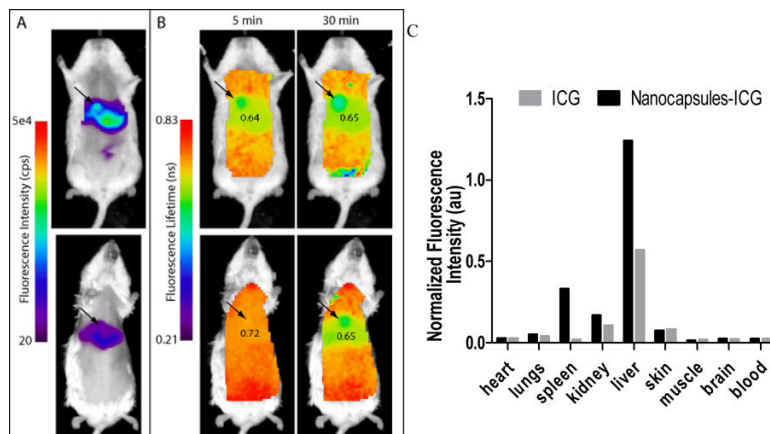 A
B
5 min
30 min
C
5e4
Fluorescence Intensity (cps)
20
0.83
Fluorescence Lifetime (ns)
0.21
0.64
0.65
0.72
0.65
ICG
Nanocapsules-ICG
Normalized Fluorescence
Intensity (au)
1.5
1.0
0.5
0.0
heart
lungs
spleen
kidney
liver
skin
muscle
brain
blood